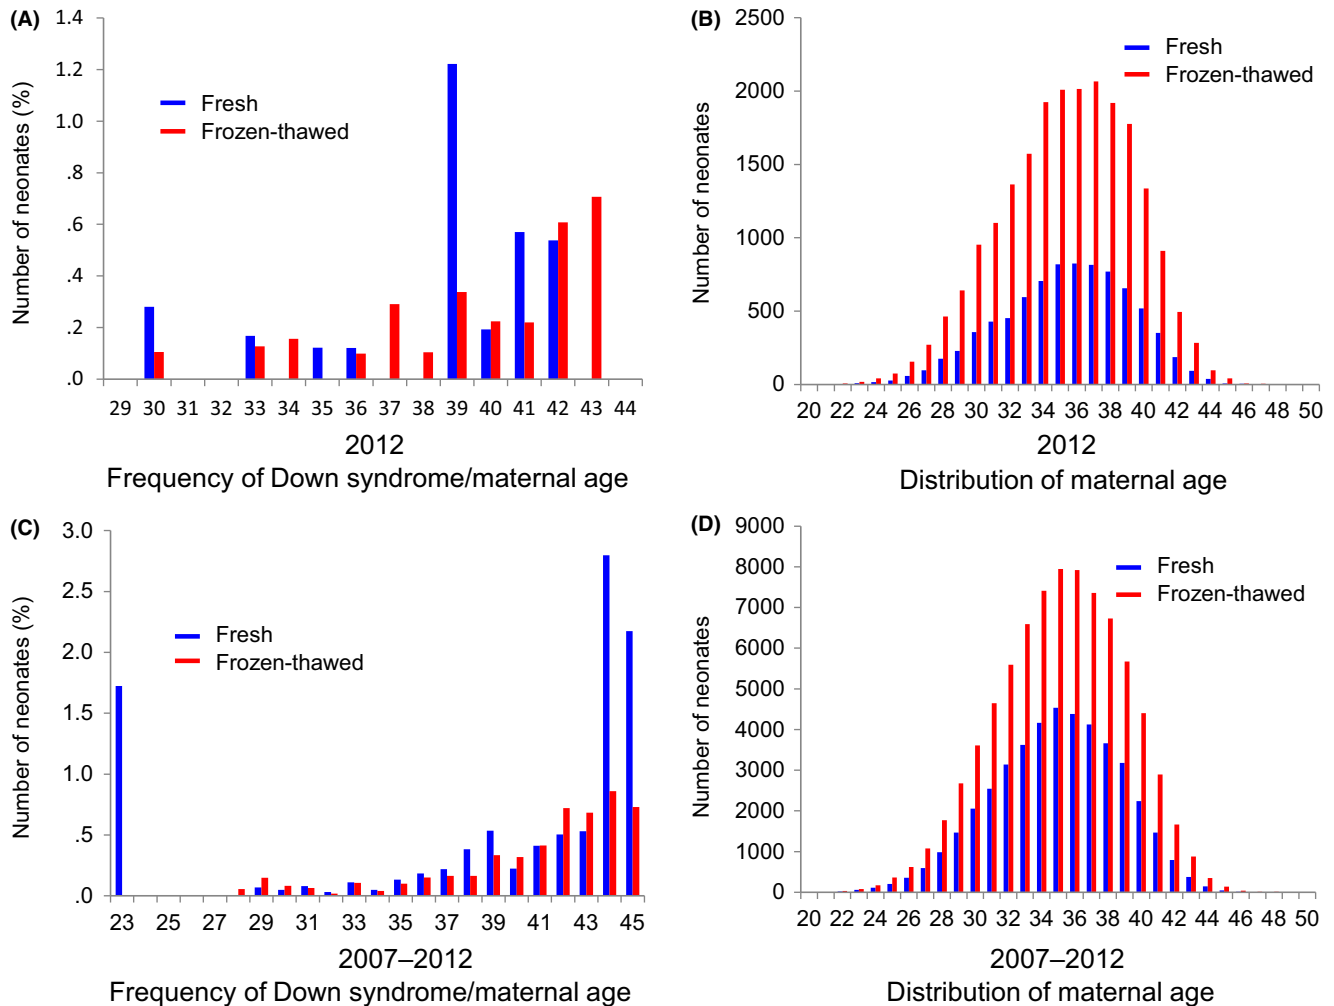 (A)
Number of neonates (%)
1.4
1.2
1.0
.8
.6
.4
.2
.0
Fresh
Frozen-thawed
29 30 31 32 33 34 35 36 37 38 39 40 41 42 43 44
2012
Frequency of Down syndrome/maternal age
(B)
Number of neonates
2500
2000
1500
1000
500
0
Fresh
Frozen-thawed
20 22 24 26 28 30 32 34 36 38 40 42 44 46 48 50
2012
Distribution of maternal age
(C)
Number of neonates (%)
3.0
2.5
2.0
1.5
1.0
.5
.0
Fresh
Frozen-thawed
23 25 27 29 31 33 35 37 39 41 43 45
2007–2012
Frequency of Down syndrome/maternal age
(D)
Number of neonates
9000
8000
7000
6000
5000
4000
3000
2000
1000
0
Fresh
Frozen-thawed
20 22 24 26 28 30 32 34 36 38 40 42 44 46 48 50
2007–2012
Distribution of maternal age